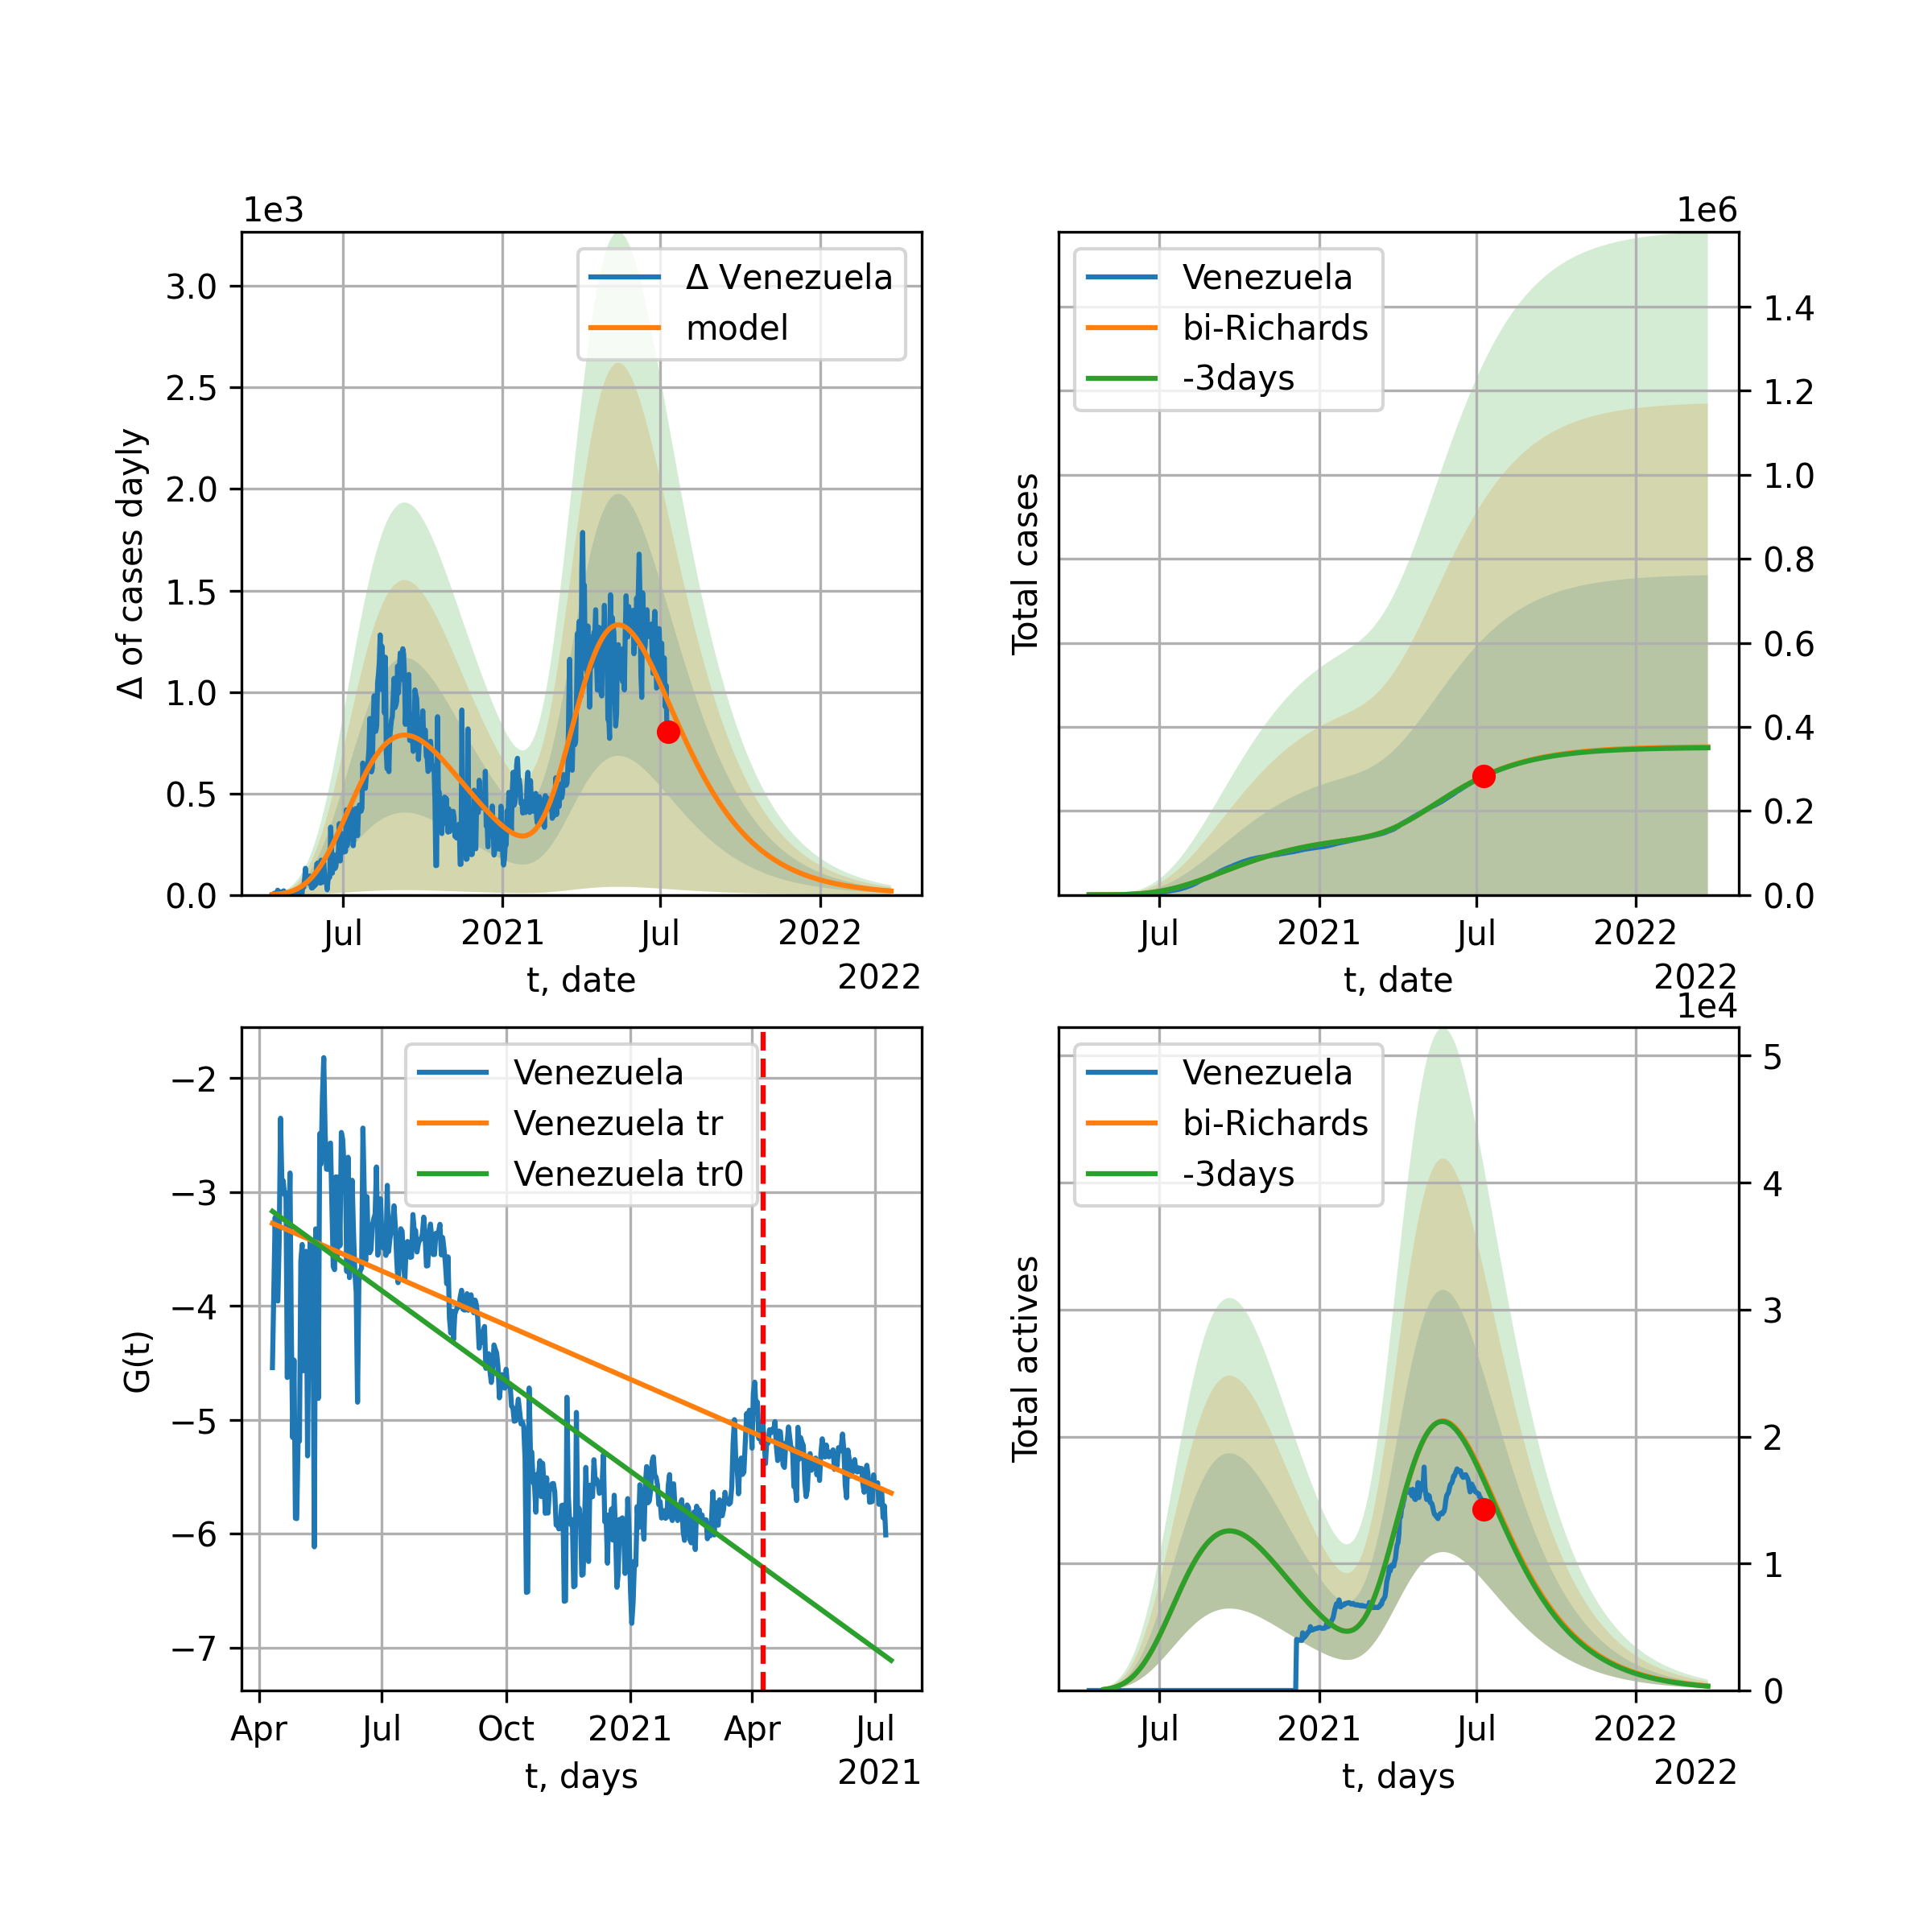 1e3
Δ Venezuela
model
3.0
2.5
2.0
1.5
1.0
0.5
0.0
Δ of cases dayly
Jul
2021
Jul
2022
t, date
2022
1e6
Venezuela
bi-Richards
-3days
Total cases
1.4
1.2
1.0
0.8
0.6
0.4
0.2
0.0
Jul
2021
Jul
2022
t, date
2022
Venezuela
Venezuela tr
Venezuela tr0
−2
−3
−4
−5
−6
−7
G(t)
Apr
Jul
Oct
2021
Apr
Jul
t, days
2021
1e4
Venezuela
bi-Richards
-3days
Total actives
5
4
3
2
1
0
Jul
2021
Jul
2022
t, days
2022